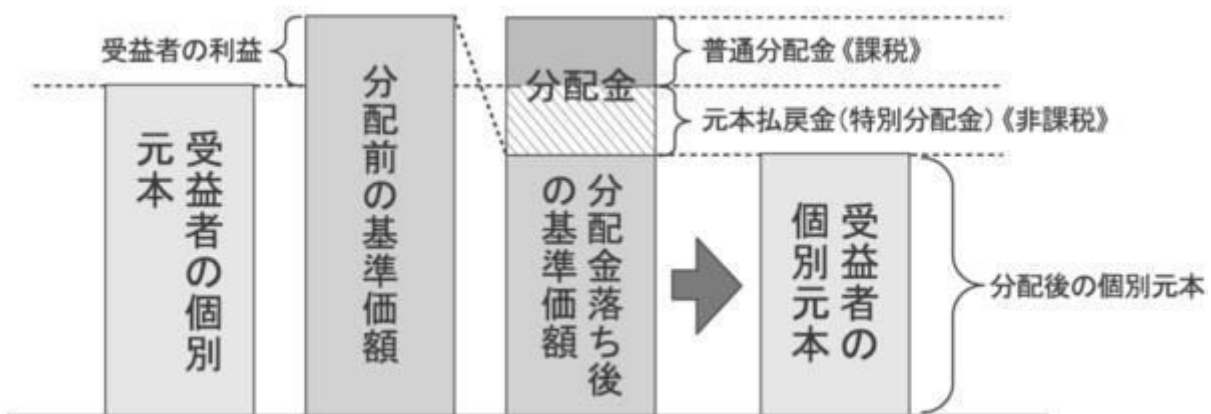 受益者の利益
受益者の個別
元本
分配前の基準価額
分配金
分配金落ち後
の基準価額
普通分配金《課税》
元本払戻金(特別分配金)《非課税》
受益者の
個別元本
分配後の個別元本